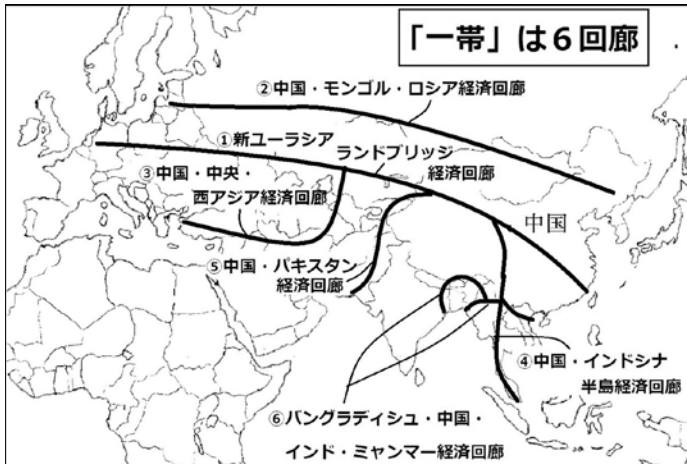 「一帯」は６回廊
②中国・モンゴル・ロシア経済回廊
①新ユーラシア
ランドブリッジ
経済回廊
③中国・中央・
西アジア経済回廊
中国
⑤中国・パキスタン
経済回廊
④中国・インドシナ
半島経済回廊
⑥バングラディシュ・中国・
インド・ミャンマー経済回廊